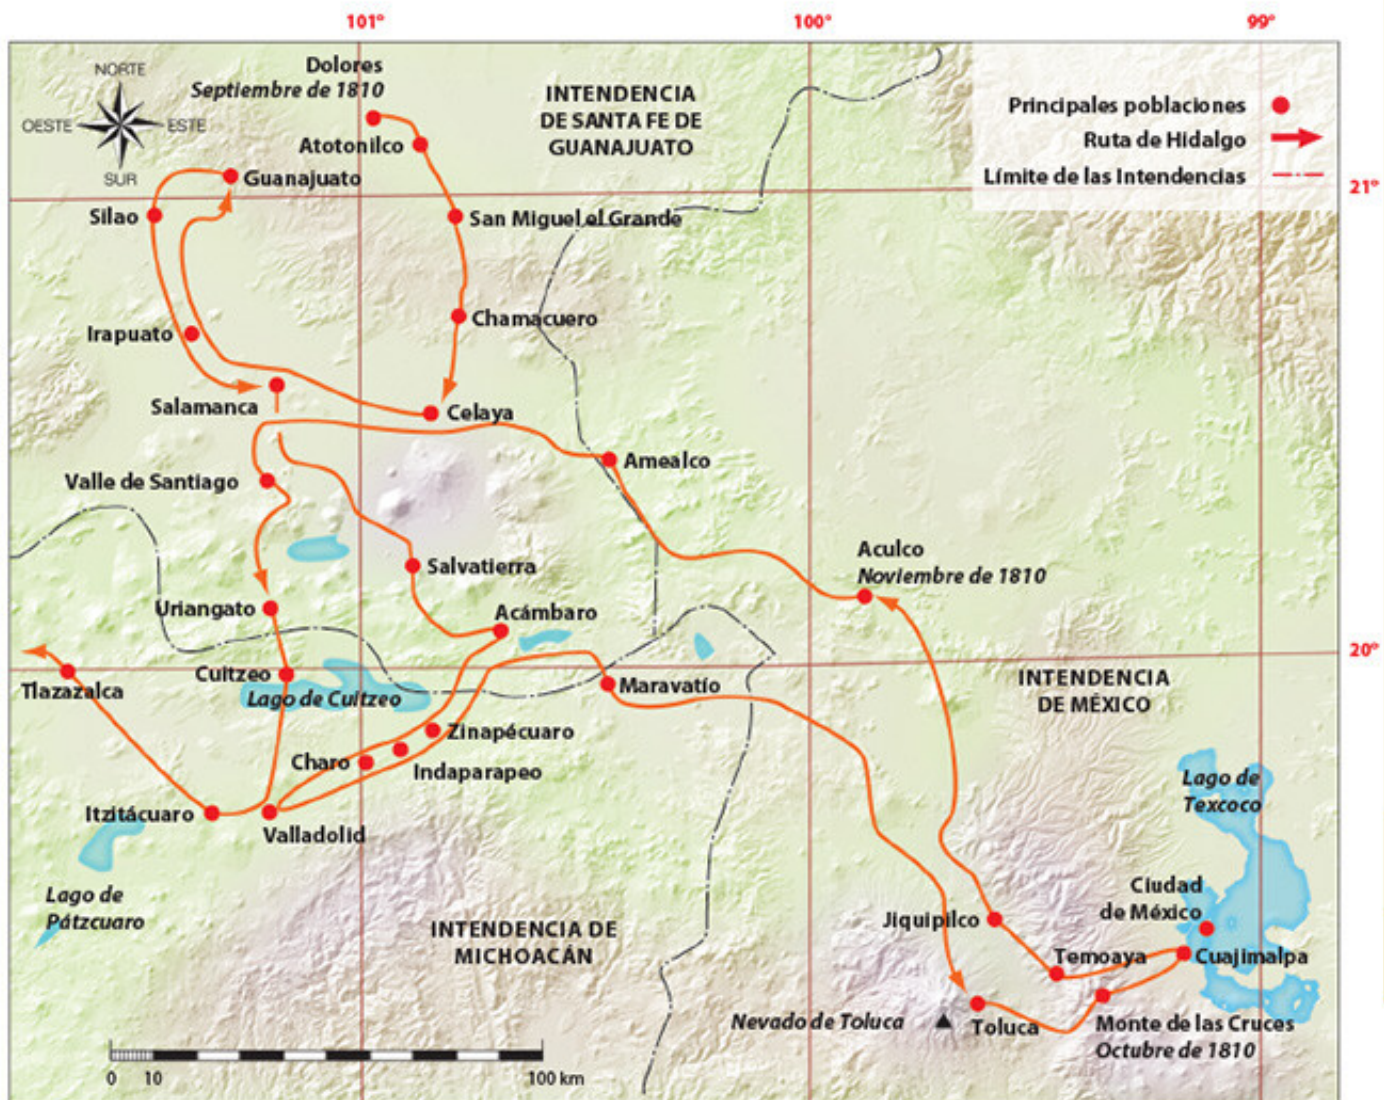 101°
100°
99°
NORTE
OESTE
ESTE
SUR
Dolores
Septiembre de 1810
Atotonilco
Guanajuato
Silao
INTENDENCIA
DE SANTA FE DE
GUANAJUATO
Principales poblaciones
Ruta de Hidalgo
Límite de las Intendencias
21°
San Miguel el Grande
Chamacuero
Irapuato
Salamanca
Celaya
Amealco
Valle de Santiago
Salvatierra
Aculco
Noviembre de 1810
Uriangato
Acámbaro
20°
Tlazazalca
Cuitzeo
Lago de Cuitzeo
Maravatío
INTENDENCIA
DE MÉXICO
Zinapécuaro
Charo
Indaparapeo
Itzitácuaro
Valladolid
Lago de
Texcoco
Lago de
Pátzcuaro
INTENDENCIA DE
MICHOACÁN
Jiquipilco
Ciudad
de México
Temoaya
Cuajimalpa
Nevado de Toluca
Toluca
Monte de las Cruces
Octubre de 1810
0
10
100 km